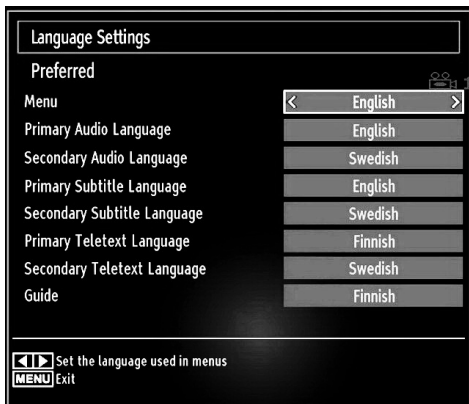 Language Settings
Preferred
Menu < English >
Primary Audio Language English
Secondary Audio Language Swedish
Primary Subtitle Language English
Secondary Subtitle Language Swedish
Primary Teletext Language Finnish
Secondary Teletext Language Swedish
Guide Finnish
Set the language used in menus
MENU Exit